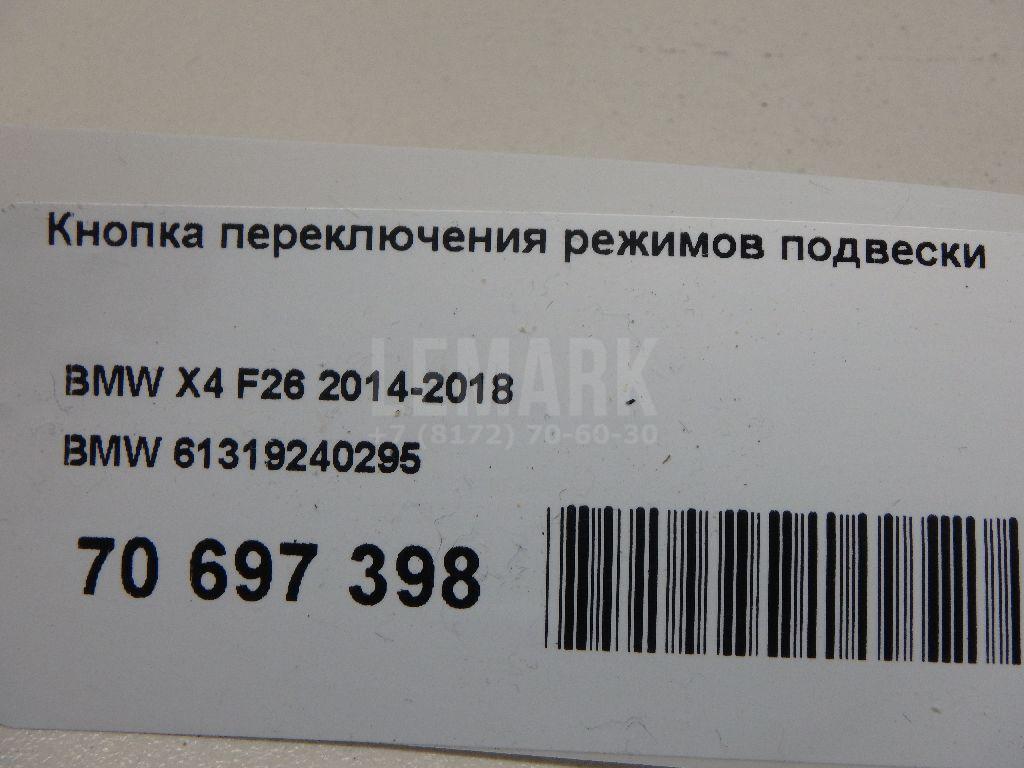 Кнопка переключения режимов подвески
LEMARK
BMW X4 F26 2014-2018
+7 (8172) 70-60-30
BMW 61319240295
70 697 398